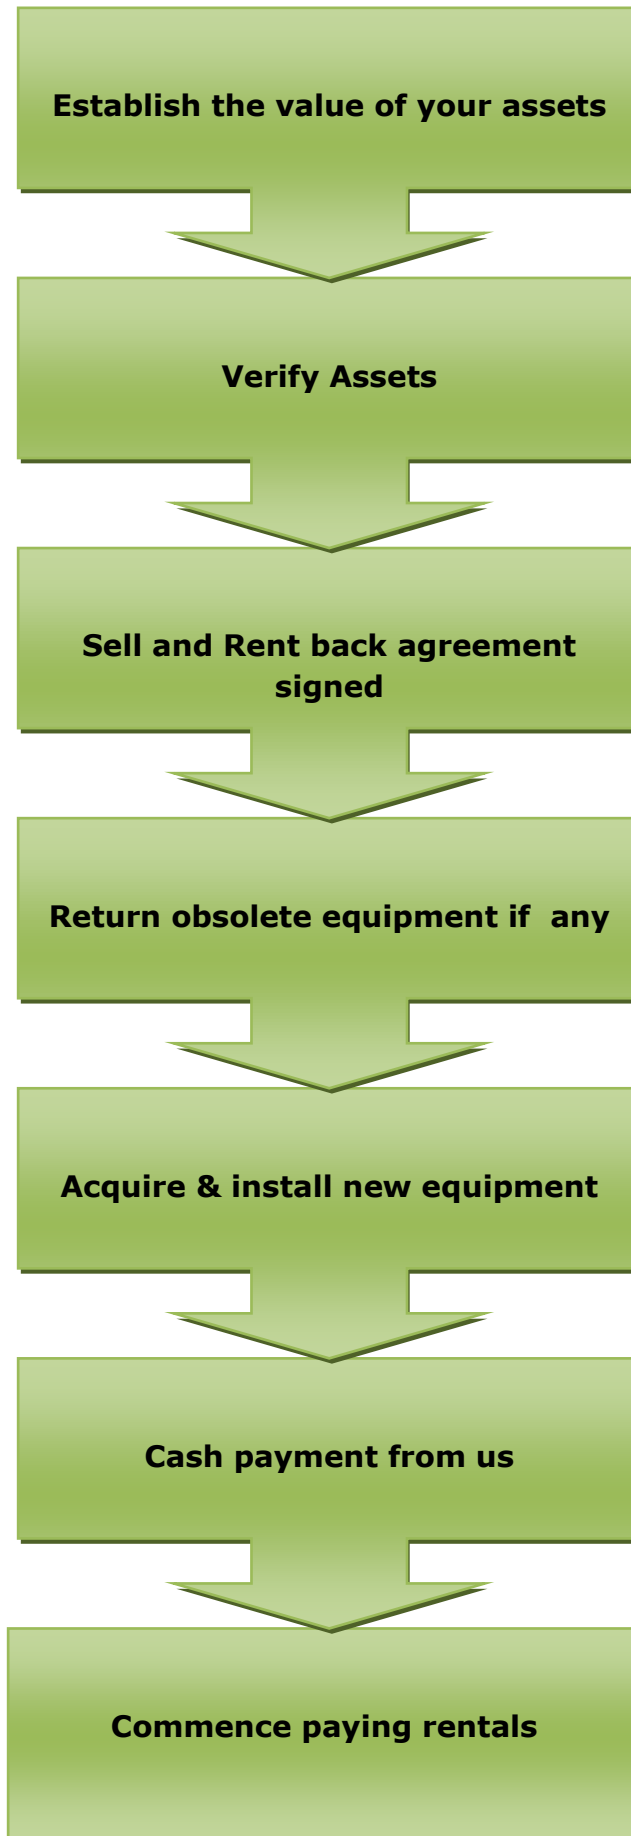 Establish the value of your assets
Verify Assets
Sell and Rent back agreement
signed
Return obsolete equipment if  any
Acquire & install new equipment
Cash payment from us
Commence paying rentals